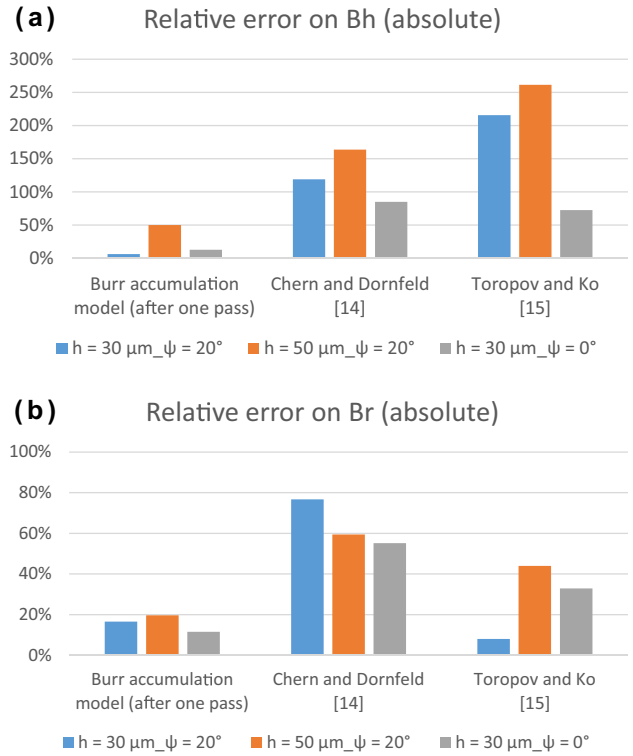 (a)
Relative error on Bh (absolute)
300%
250%
200%
150%
100%
50%
0%
Burr accumulation
model (after one pass)
Chern and Dornfeld
[14]
Toropov and Ko
[15]
h = 30 μm_ψ = 20° h = 50 μm_ψ = 20° h = 30 μm_ψ = 0°
(b)
Relative error on Br (absolute)
100%
80%
60%
40%
20%
0%
Burr accumulation
model (after one pass)
Chern and Dornfeld
[14]
Toropov and Ko
[15]
h = 30 μm_ψ = 20° h = 50 μm_ψ = 20° h = 30 μm_ψ = 0°